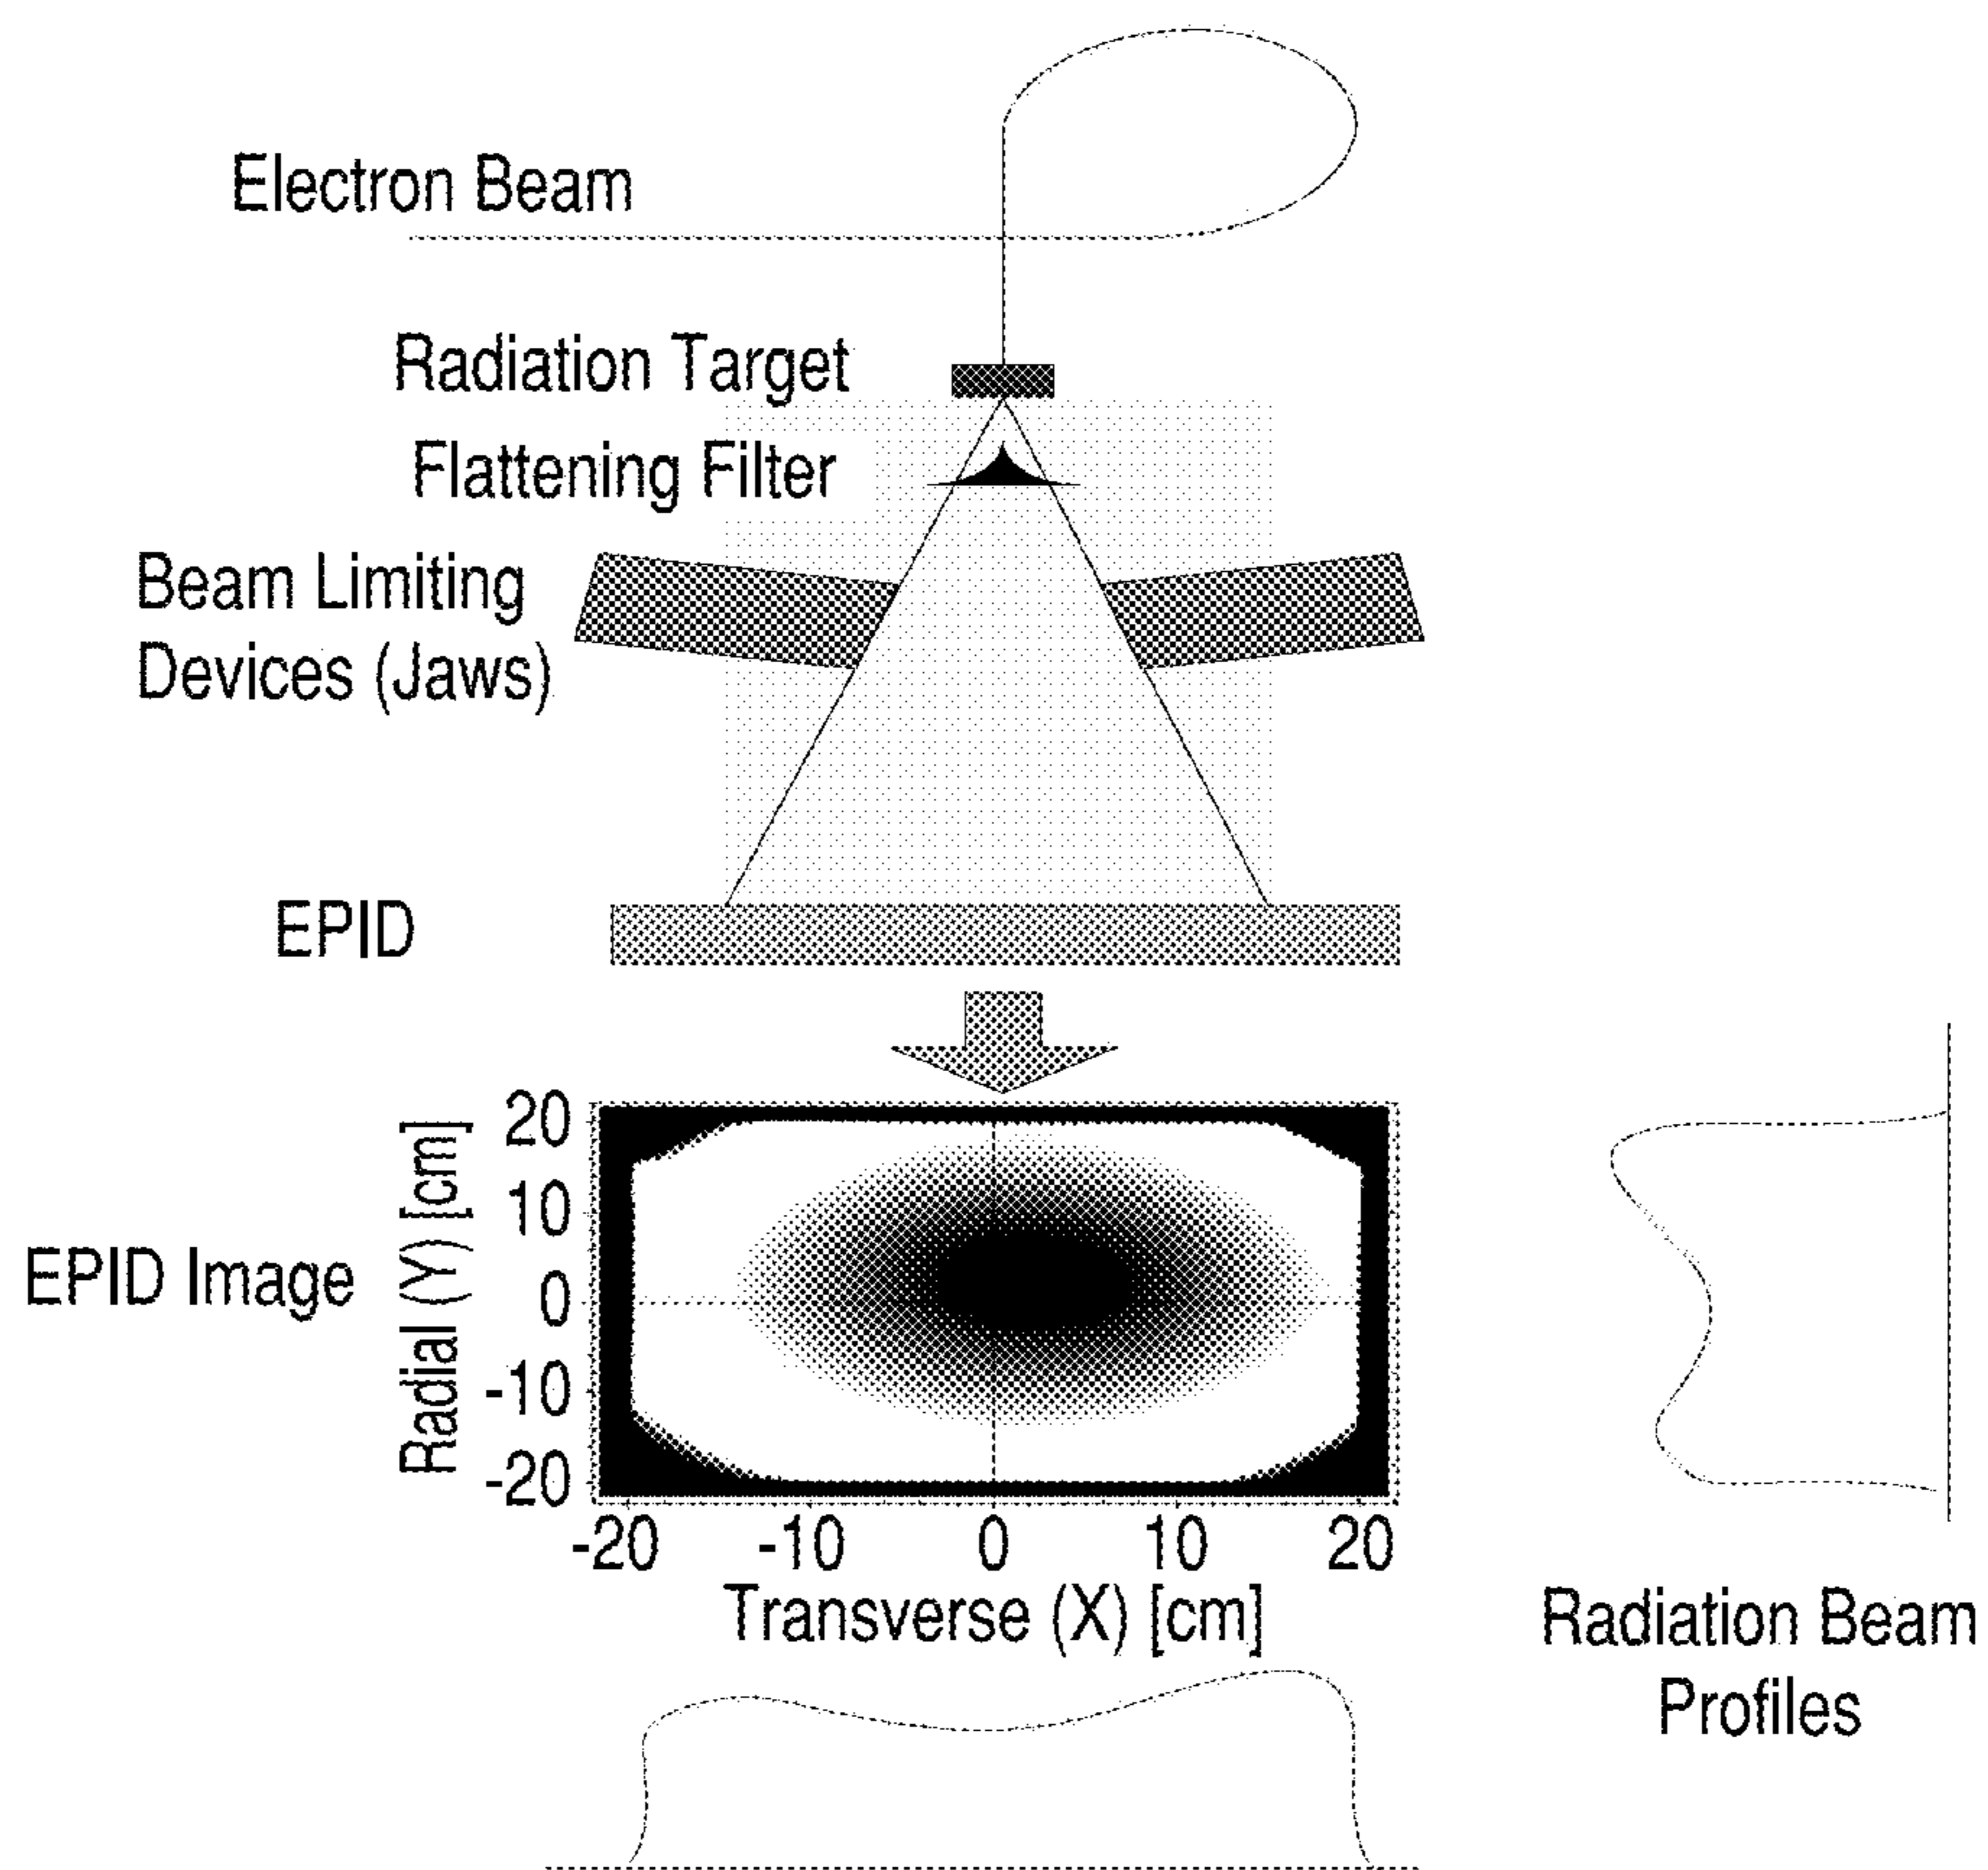 Electron Beam
Radiation Target
Flattening Filter
Beam Limiting
Devices (Jaws)
EPID
EPID Image
Radial (Y) [cm]
20
10
0
-10
-20
-20 -10 0 10 20
Transverse (X) [cm]
Radiation Beam
Profiles